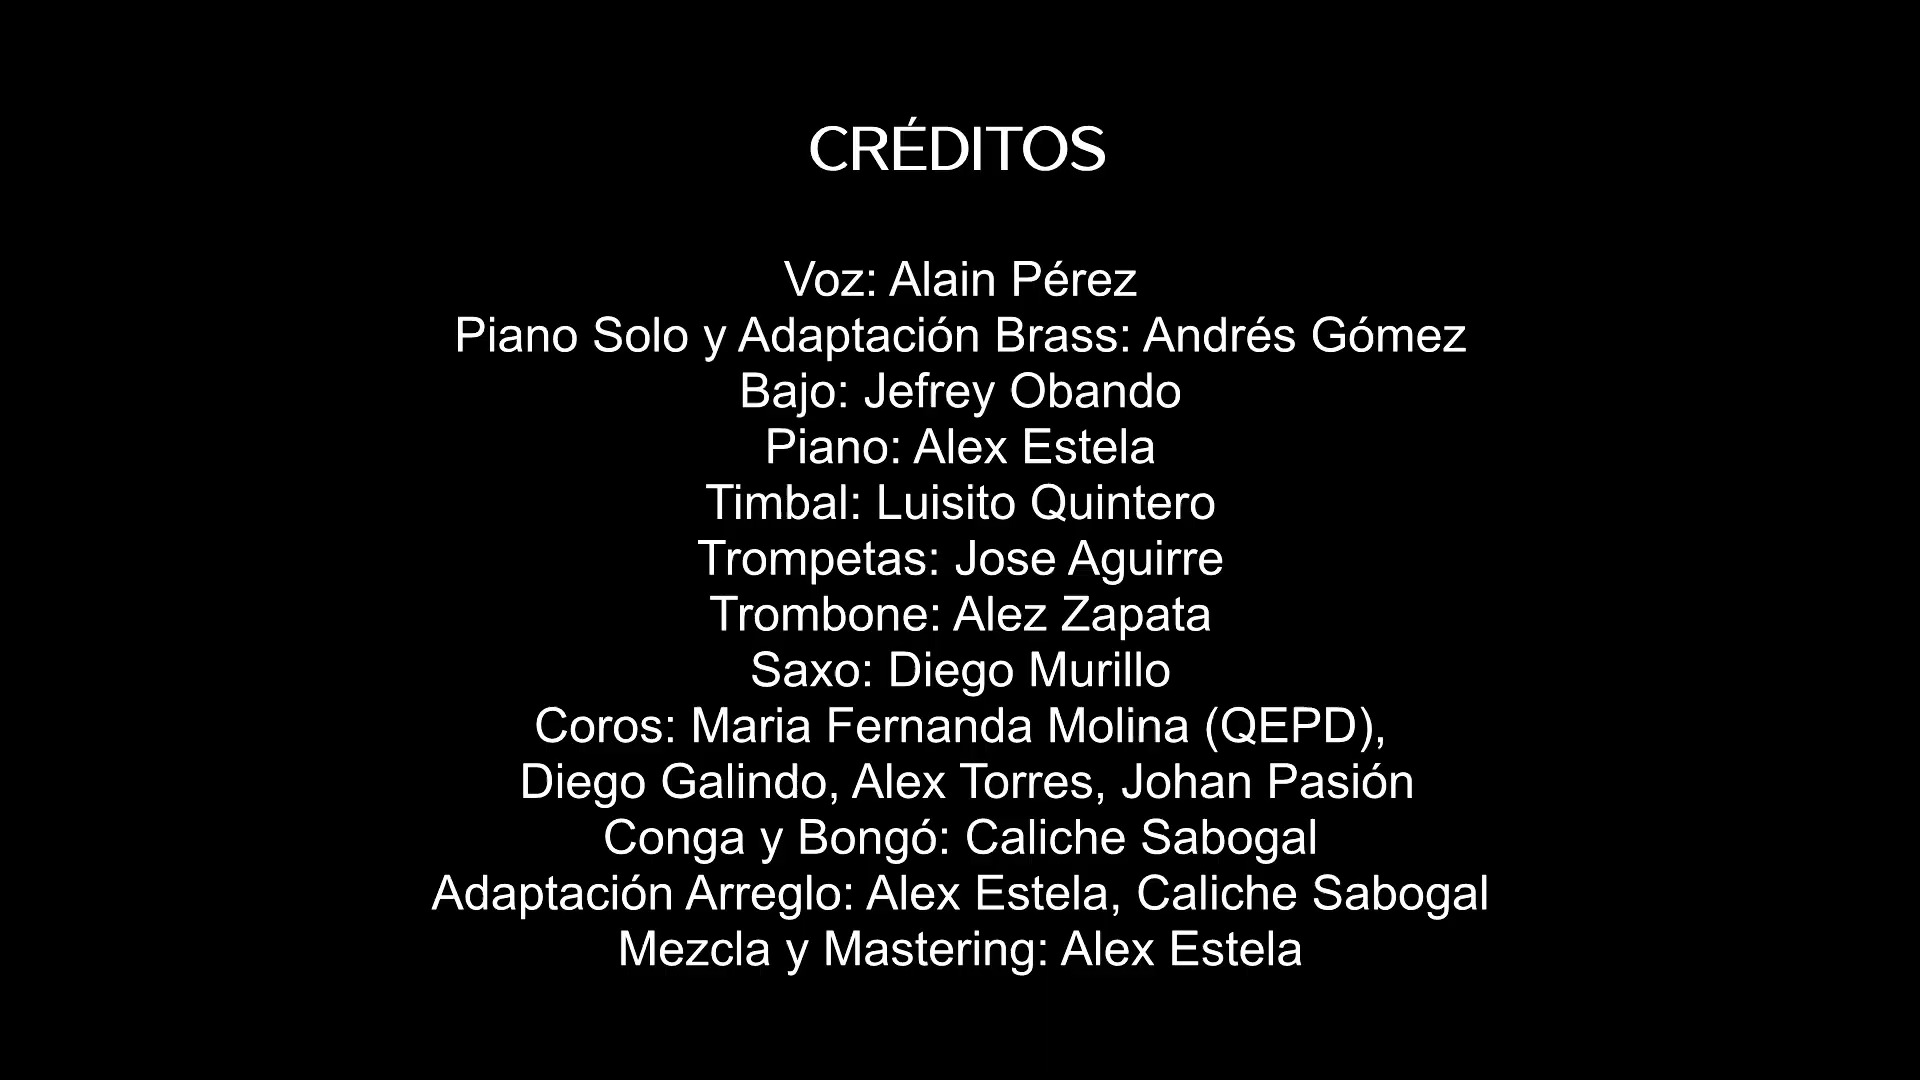 CRÉDITOS
Voz: Alain Pérez
Piano Solo y Adaptación Brass: Andrés Gómez
Bajo: Jefrey Obando
Piano: Alex Estela
Timbal: Luisito Quintero
Trompetas: Jose Aguirre
Trombone: Alez Zapata
Saxo: Diego Murillo
Coros: Maria Fernanda Molina (QEPD),
Diego Galindo, Alex Torres, Johan Pasión
Conga y Bongó: Caliche Sabogal
Adaptación Arreglo: Alex Estela, Caliche Sabogal
Mezcla y Mastering: Alex Estela